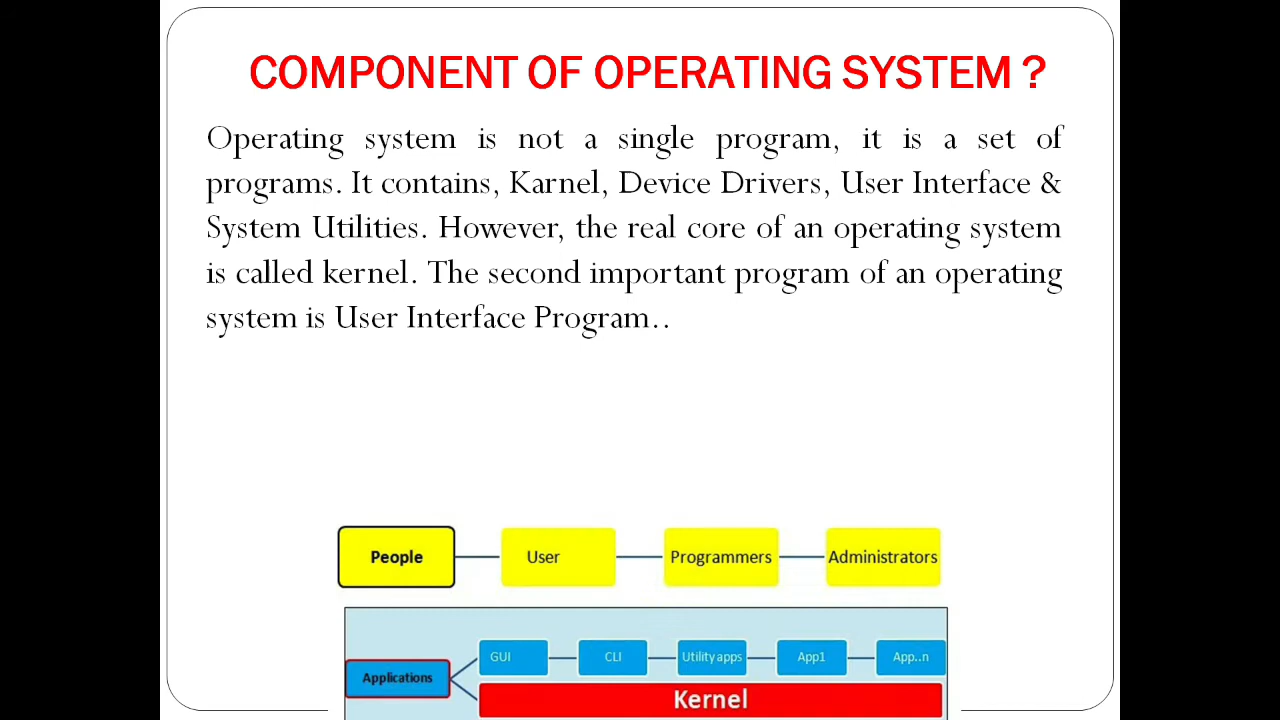 COMPONENT OF OPERATING SYSTEM ?
Operating system is not a single program, it is a set of
programs. It contains, Karnel, Device Drivers, User Interface &
System Utilities. However, the real core of an operating system
is called kernel. The second important program of an operating
system is User Interface Program..
People User Programmers Administrators
GUI CLI Utility apps App1 App..n
Applications
Kernel